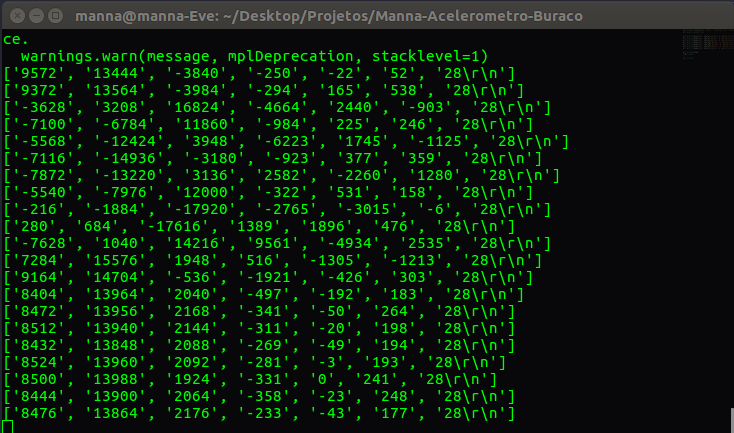 manna@manna-Eve: ~/Desktop/Projetos/Manna-Acelerometro-Buraco
ce.
  warnings.warn(message, mplDeprecation, stacklevel=1)
['9572', '13444', '-3840', '-250', '-22', '52', '28\r\n']
['9372', '13564', '-3984', '-294', '165', '538', '28\r\n']
['-3628', '3208', '16824', '-4664', '2440', '-903', '28\r\n']
['-7100', '-6784', '11860', '-984', '225', '246', '28\r\n']
['-5568', '-12424', '3948', '-6223', '1745', '-1125', '28\r\n']
['-7116', '-14936', '-3180', '-923', '377', '359', '28\r\n']
['-7872', '-13220', '3136', '2582', '-2260', '1280', '28\r\n']
['-5540', '-7976', '12000', '-322', '531', '158', '28\r\n']
['-216', '-1884', '-17920', '-2765', '-3015', '-6', '28\r\n']
['280', '684', '-17616', '1389', '1896', '476', '28\r\n']
['-7628', '1040', '14216', '9561', '-4934', '2535', '28\r\n']
['7284', '15576', '1948', '516', '-1305', '-1213', '28\r\n']
['9164', '14704', '-536', '-1921', '-426', '303', '28\r\n']
['8404', '13964', '2040', '-497', '-192', '183', '28\r\n']
['8472', '13956', '2168', '-341', '-50', '264', '28\r\n']
['8512', '13940', '2144', '-311', '-20', '198', '28\r\n']
['8432', '13848', '2088', '-269', '-49', '194', '28\r\n']
['8524', '13960', '2092', '-281', '-3', '193', '28\r\n']
['8500', '13988', '1924', '-331', '0', '241', '28\r\n']
['8444', '13900', '2064', '-358', '-23', '248', '28\r\n']
['8476', '13864', '2176', '-233', '-43', '177', '28\r\n']